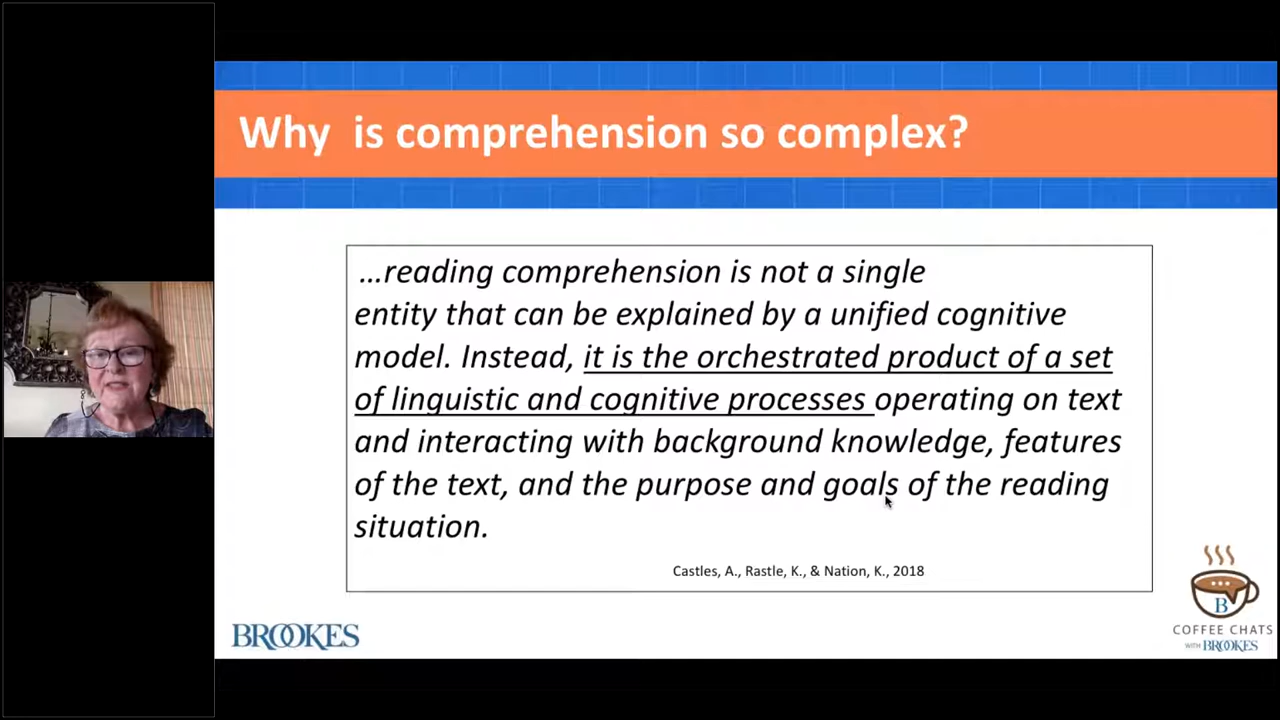 Why is comprehension so complex?
...reading comprehension is not a single
entity that can be explained by a unified cognitive
model. Instead, it is the orchestrated product of a set
of linguistic and cognitive processes operating on text
and interacting with background knowledge, features
of the text, and the purpose and goals of the reading
situation.
Castles, A., Rastle, K., & Nation, K., 2018
BROOKES
B
COFFEE CHATS
WITH BROOKES